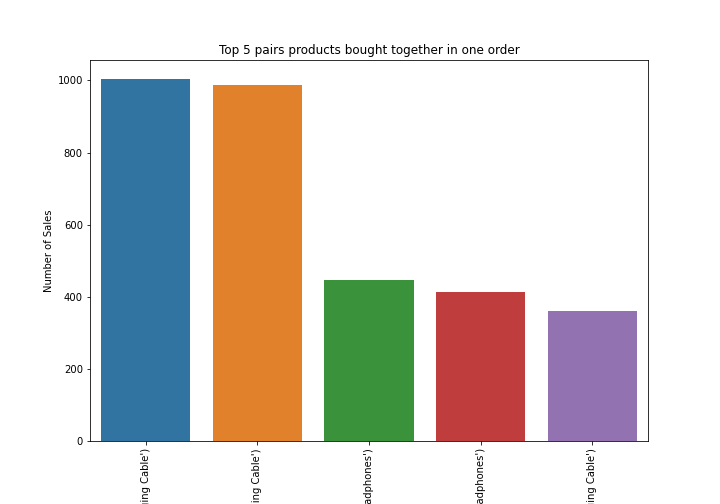 Top 5 pairs products bought together in one order
Number of Sales
1000
800
600
400
200
0
ing Cable')
ing Cable')
adphones')
adphones')
ing Cable')